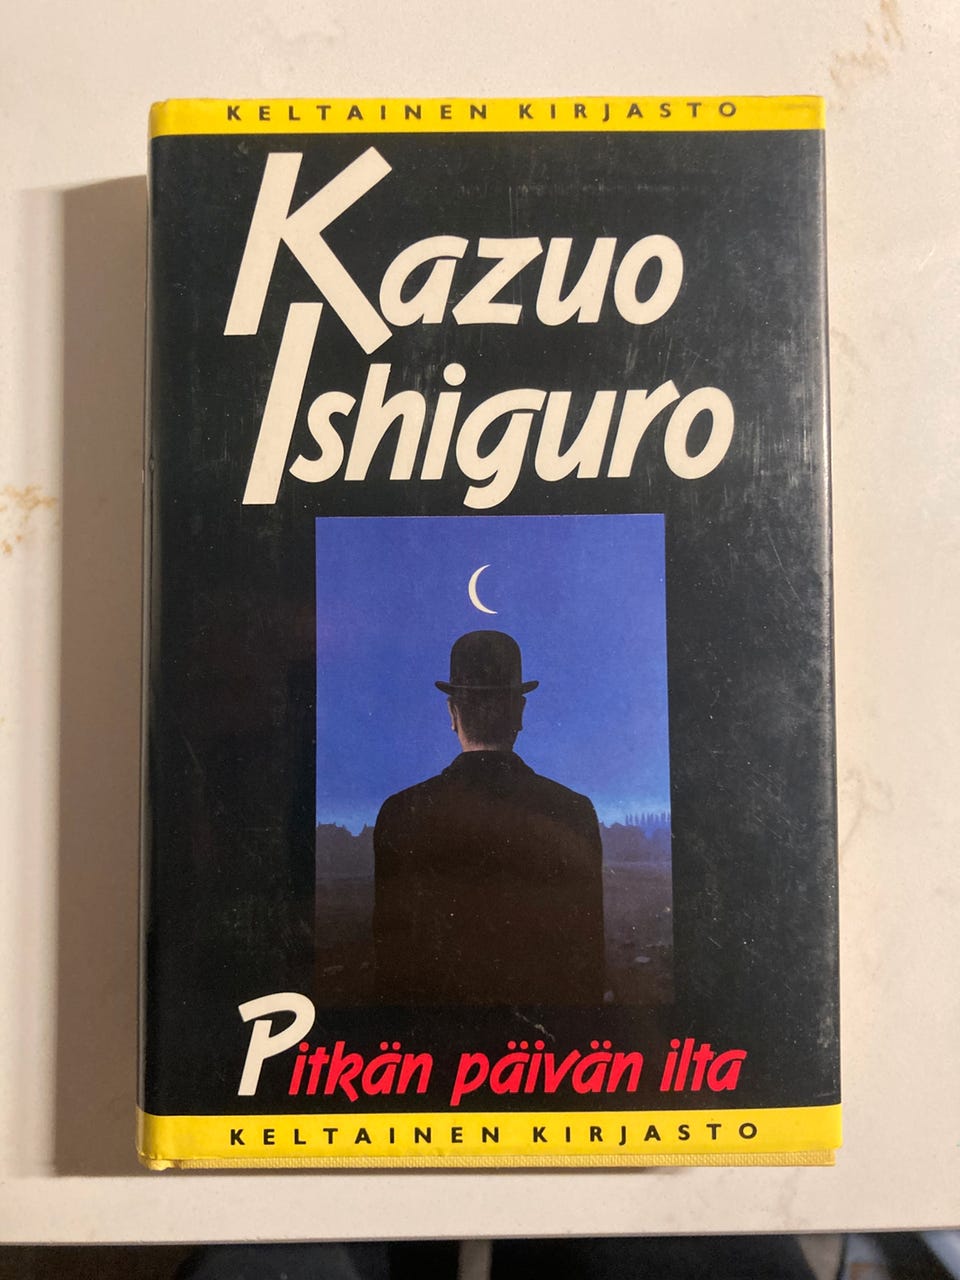 KELTAINEN KIRJASTO
Kazuo
Ishiguro
Pitkän päivän ilta
KELTAINEN KIRJASTO